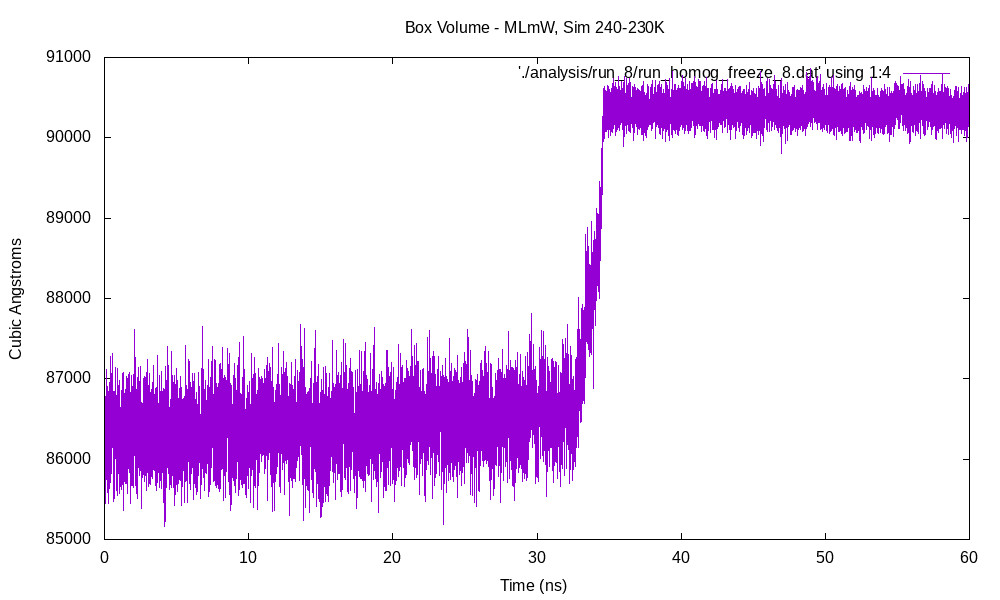 Box Volume - MLmW, Sim 240-230K
91000
'./analysis/run_8/run_homog_freeze_8.dat' using 1:4
90000
89000
88000
87000
86000
85000
Cubic Angstroms
0 10 20 30 40 50 60
Time (ns)